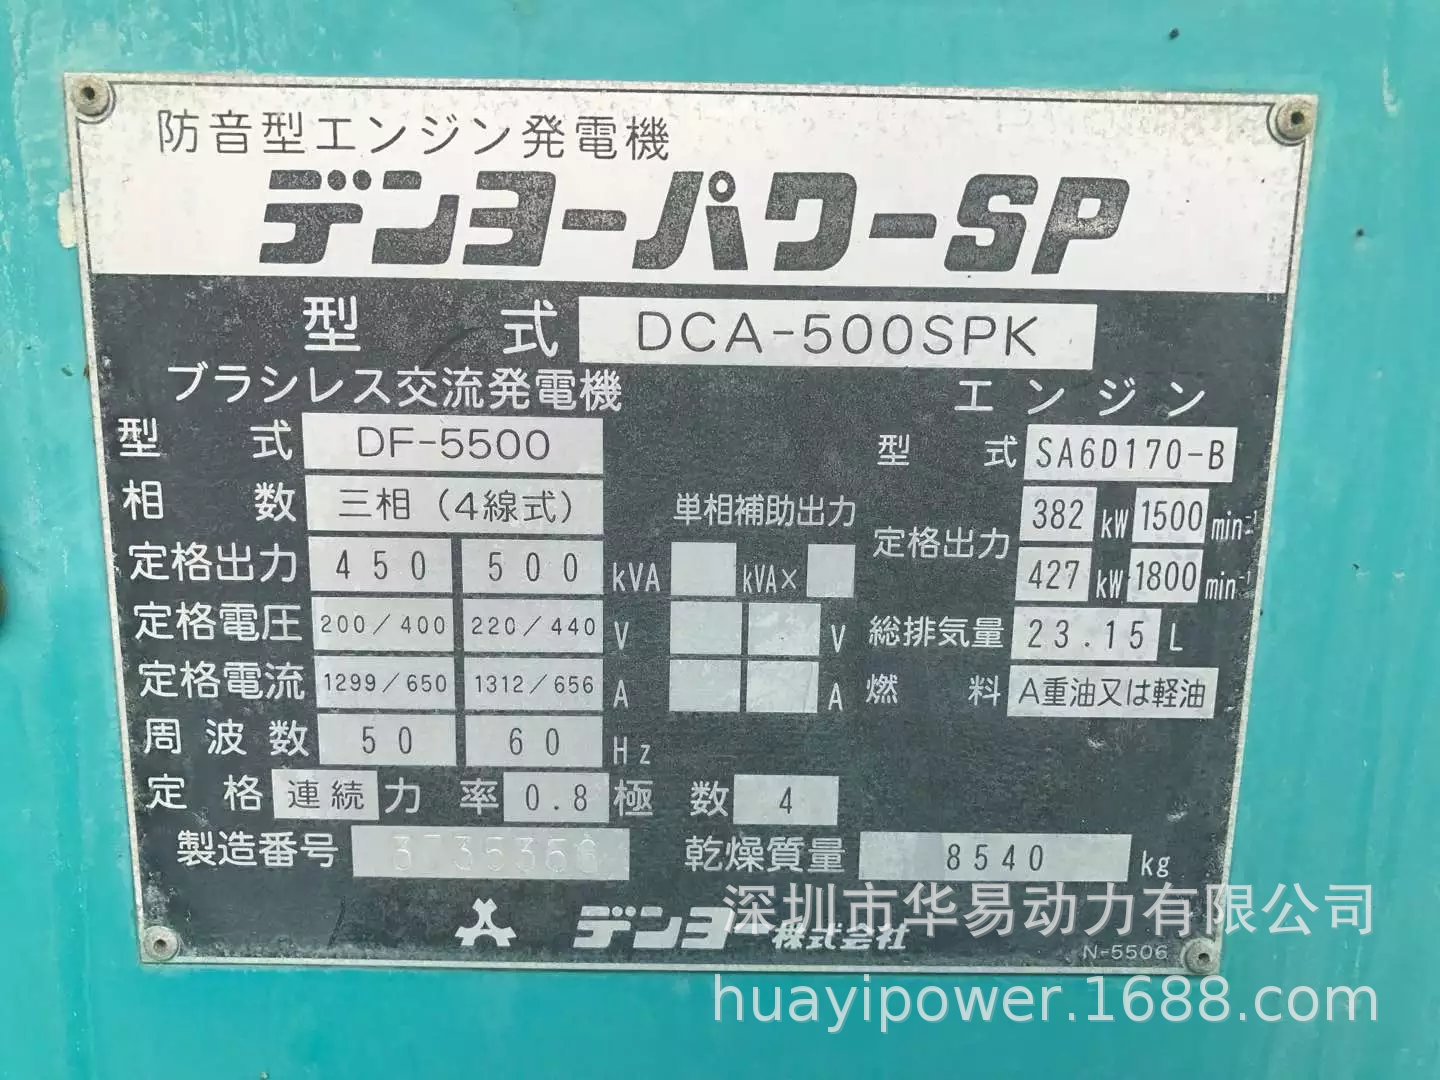 防音型エンジン発電機
デンヨーパワーSP
型 式 DCA-500SPK
ブラシレス交流発電機
型 式 DF-5500
相 数 三相(4線式)
定格出力 450 500 kVA
定格電圧 200/400 220/440 V
定格電流 1299/650 1312/656 A
周波数 50 60 Hz
単相補助出力
kVA×
V
A
エンジン
型 式 SA6D170-B
定格出力 382 kW 1500 min-1
427 kW 1800 min-1
総排気量 23.15 L
燃 料 A重油又は軽油
定 格 連続 力 率 0.8 極 数 4
製造番号
乾燥質量 8540 kg
デンヨー株式会社
N-5506
深圳市华易动力有限公司
huayipower.1688.com